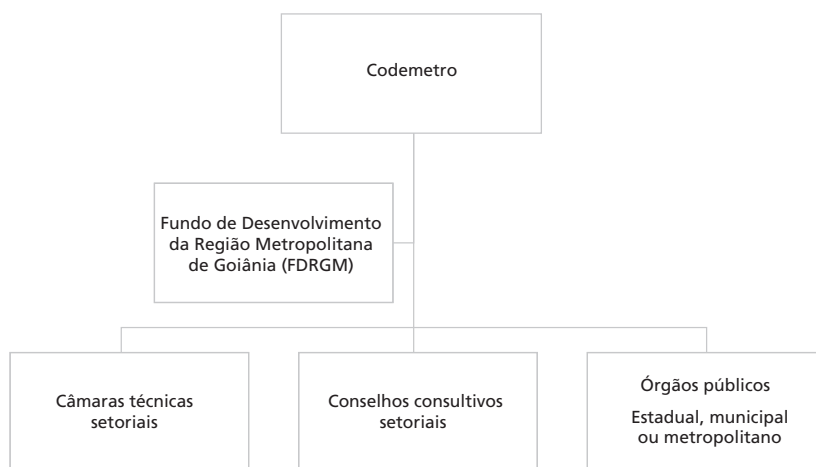 Codemetro
Fundo de Desenvolvimento
da Região Metropolitana
de Goiânia (FDRGM)
Câmaras técnicas
setoriais
Conselhos consultivos
setoriais
Órgãos públicos
Estadual, municipal
ou metropolitano